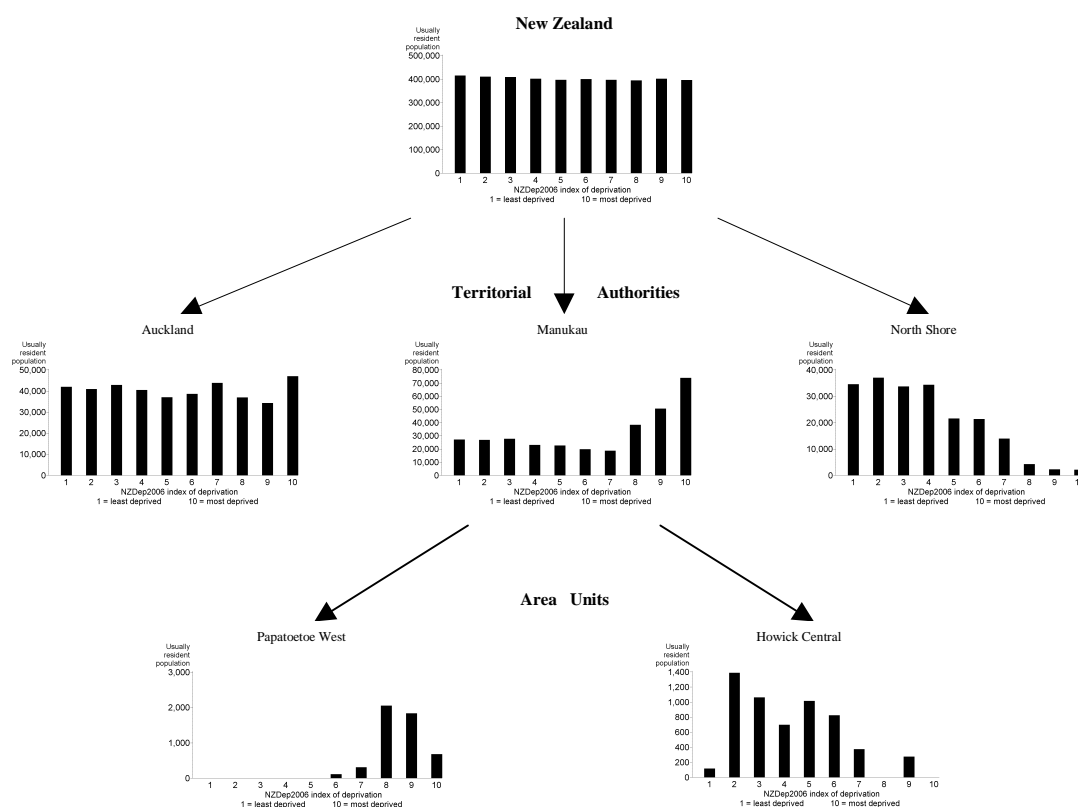 New Zealand
Usually
resident
population
500,000
400,000
300,000
200,000
100,000
0
1 2 3 4 5 6 7 8 9 10
NZDep2006 index of deprivation
1 = least deprived 10 = most deprived
Territorial Authorities
Auckland
Usually
resident
population
50,000
40,000
30,000
20,000
10,000
0
1 2 3 4 5 6 7 8 9 10
NZDep2006 index of deprivation
1 = least deprived 10 = most deprived
Manukau
Usually
resident
population
80,000
70,000
60,000
50,000
40,000
30,000
20,000
10,000
0
1 2 3 4 5 6 7 8 9 10
NZDep2006 index of deprivation
1 = least deprived 10 = most deprived
North Shore
Usually
resident
population
40,000
30,000
20,000
10,000
0
1 2 3 4 5 6 7 8 9 1
NZDep2006 index of deprivation
1 = least deprived 10 = most deprived
Area Units
Papatoetoe West
Usually
resident
population
3,000
2,000
1,000
1 2 3 4 5 6 7 8 9 10
NZDep2006 index of deprivation
1 = least deprived 10 = most deprived
Howick Central
Usually
resident
population
1,400
1,200
1,000
800
600
400
200
0
1 2 3 4 5 6 7 8 9 10
NZDep2006 index of deprivation
1 = least deprived 10 = most deprived